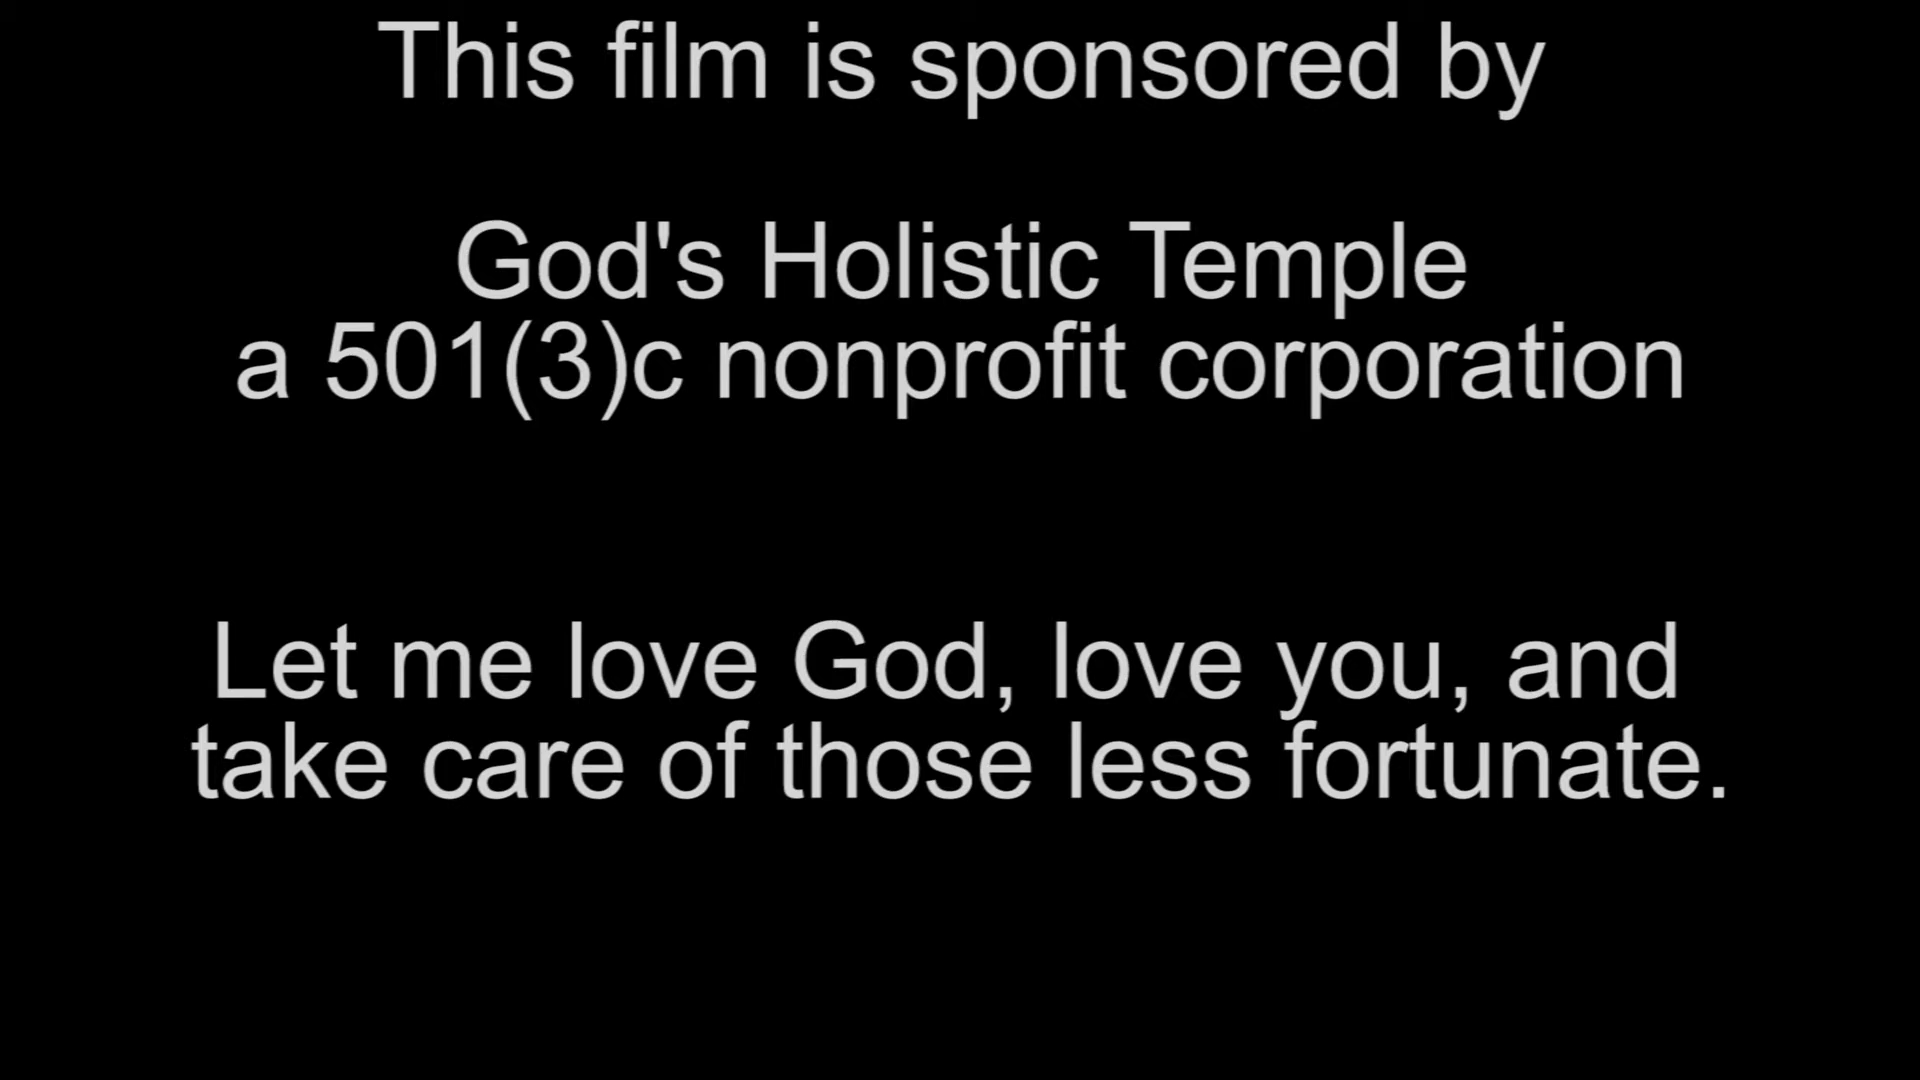 This film is sponsored by
God's Holistic Temple
a 501(3)c nonprofit corporation
Let me love God, love you, and
take care of those less fortunate.